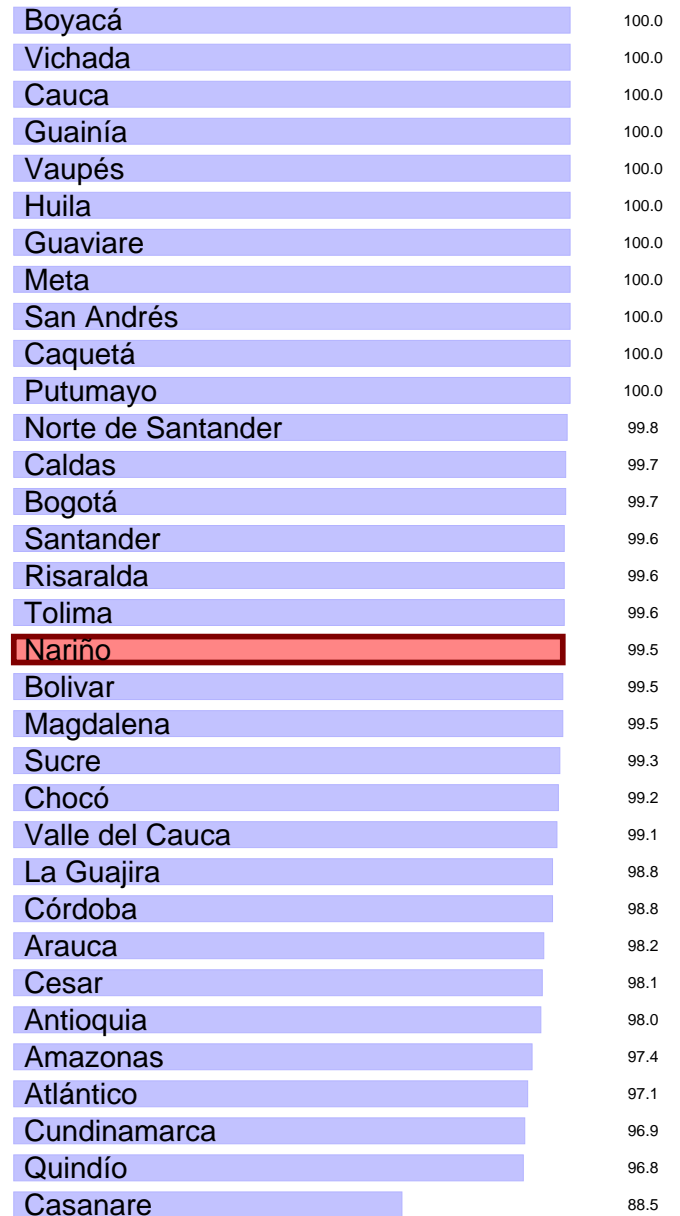 Boyacá 100.0
Vichada 100.0
Cauca 100.0
Guainía 100.0
Vaupés 100.0
Huila 100.0
Guaviare 100.0
Meta 100.0
San Andrés 100.0
Caquetá 100.0
Putumayo 100.0
Norte de Santander 99.8
Caldas 99.7
Bogotá 99.7
Santander 99.6
Risaralda 99.6
Tolima 99.6
Nariño 99.5
Bolivar 99.5
Magdalena 99.5
Sucre 99.3
Chocó 99.2
Valle del Cauca 99.1
La Guajira 98.8
Córdoba 98.8
Arauca 98.2
Cesar 98.1
Antioquia 98.0
Amazonas 97.4
Atlántico 97.1
Cundinamarca 96.9
Quindío 96.8
Casanare 88.5